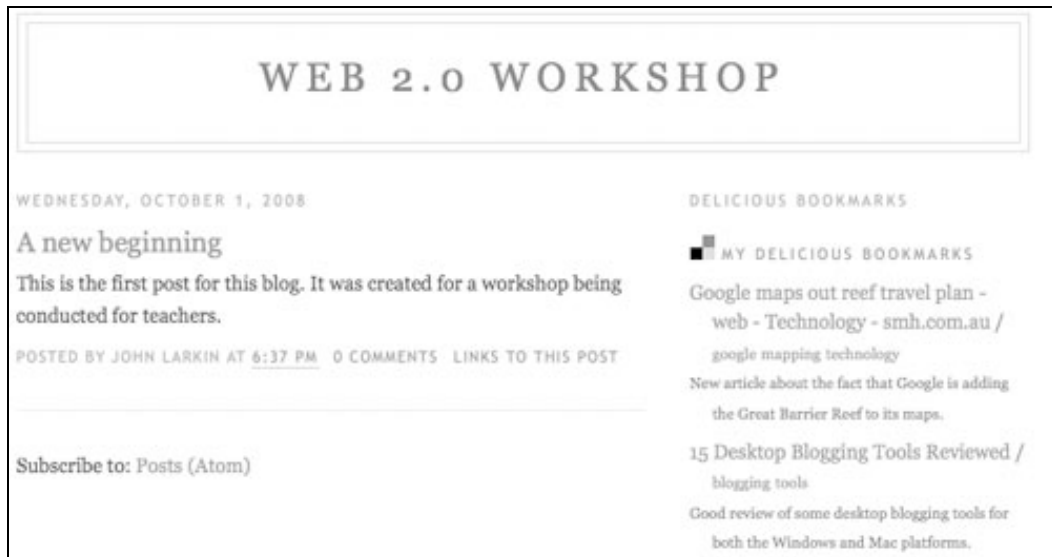 WEB 2.0 WORKSHOP
WEDNESDAY, OCTOBER 1, 2008
A new beginning
This is the first post for this blog. It was created for a workshop being
conducted for teachers.
POSTED BY JOHN LARKIN AT 6:37 PM 0 COMMENTS LINKS TO THIS POST
Subscribe to: Posts (Atom)
DELICIOUS BOOKMARKS
MY DELICIOUS BOOKMARKS
Google maps out reef travel plan -
web - Technology - smh.com.au /
google mapping technology
New article about the fact that Google is adding
the Great Barrier Reef to its maps.
15 Desktop Blogging Tools Reviewed /
blogging tools
Good review of some desktop blogging tools for
both the Windows and Mac platforms.